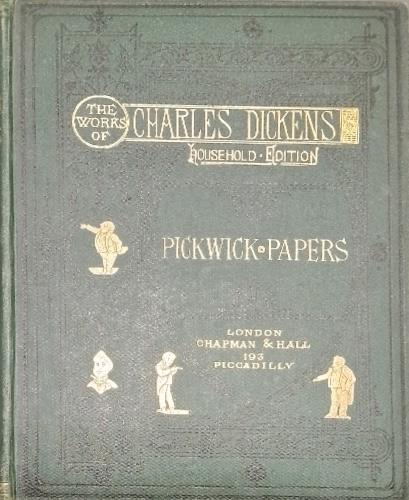 THE WORKS OF
CHARLES DICKENS
HOUSEHOLD · EDITION
PICKWICK PAPERS
LONDON
CHAPMAN & HALL
193
PICCADILLY